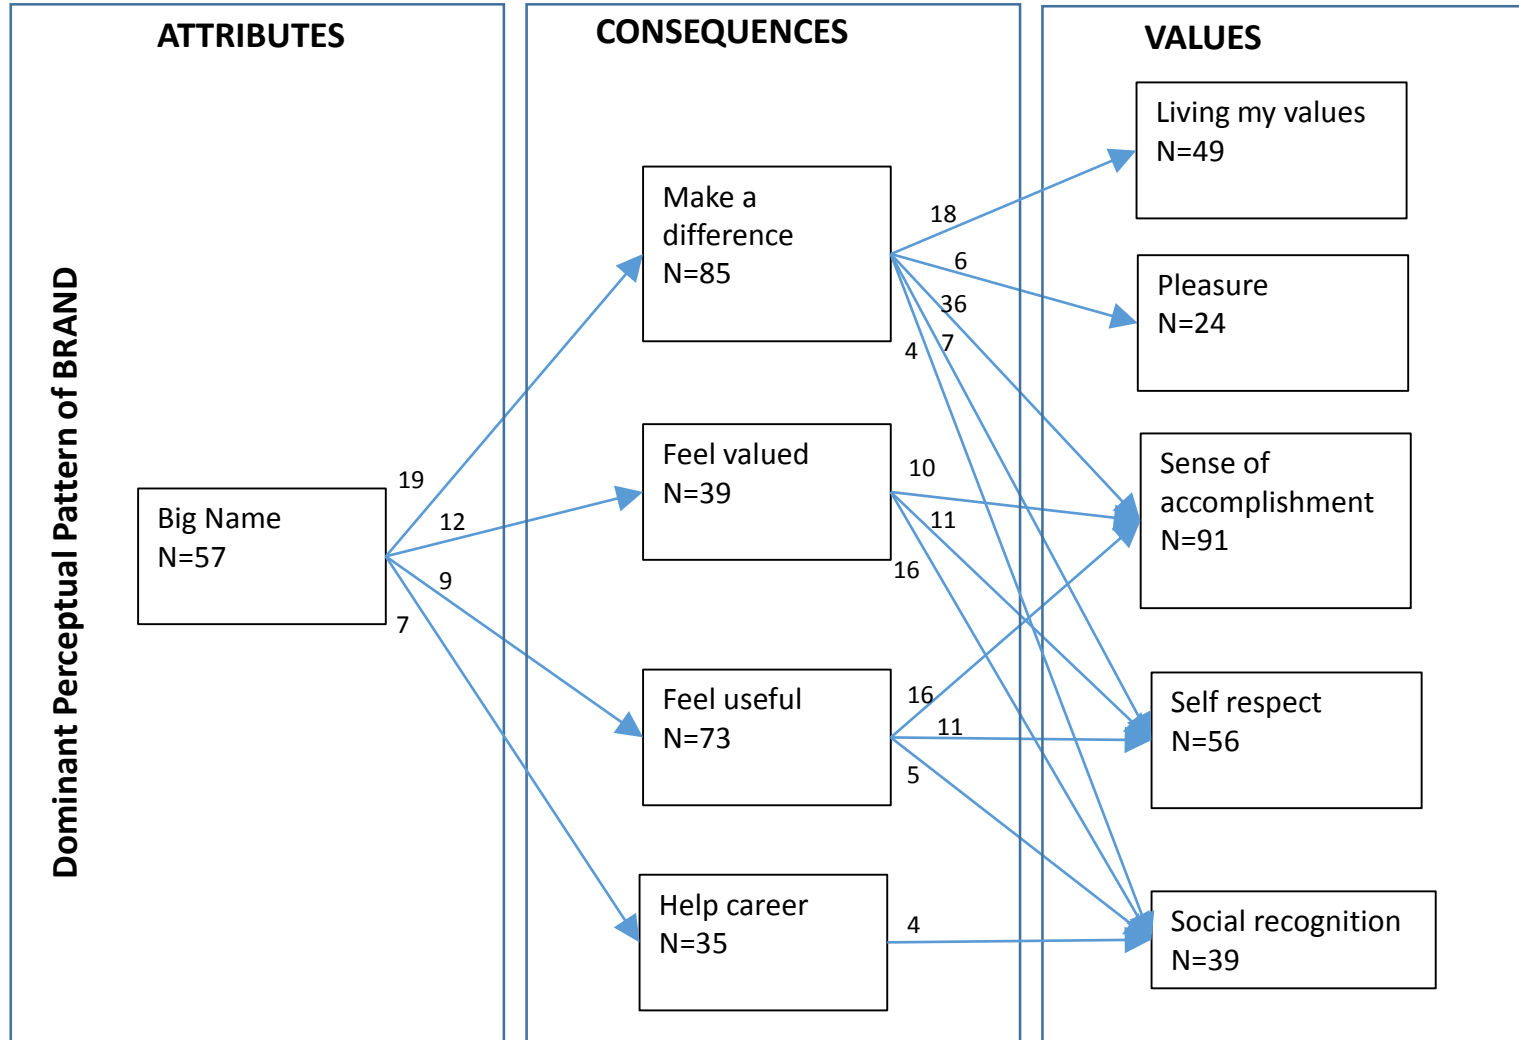 ATTRIBUTES
CONSEQUENCES
VALUES
Dominant Perceptual Pattern of BRAND
Big Name
N=57
19
12
9
7
Make a
difference
N=85
Feel valued
N=39
Feel useful
N=73
Help career
N=35
18
6
36
7
4
10
11
16
16
11
5
4
Living my values
N=49
Pleasure
N=24
Sense of
accomplishment
N=91
Self respect
N=56
Social recognition
N=39